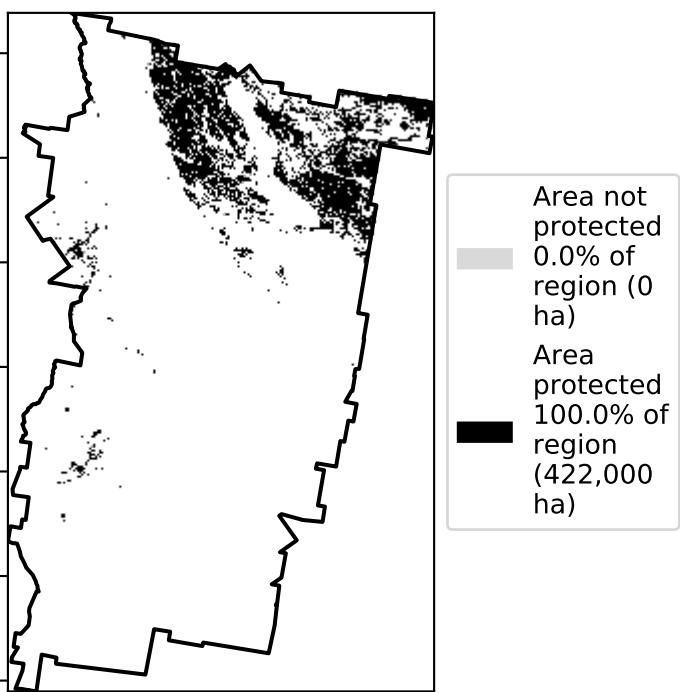 Area not
protected
0.0% of
region (0
ha)
Area
protected
100.0% of
region
(422,000
ha)